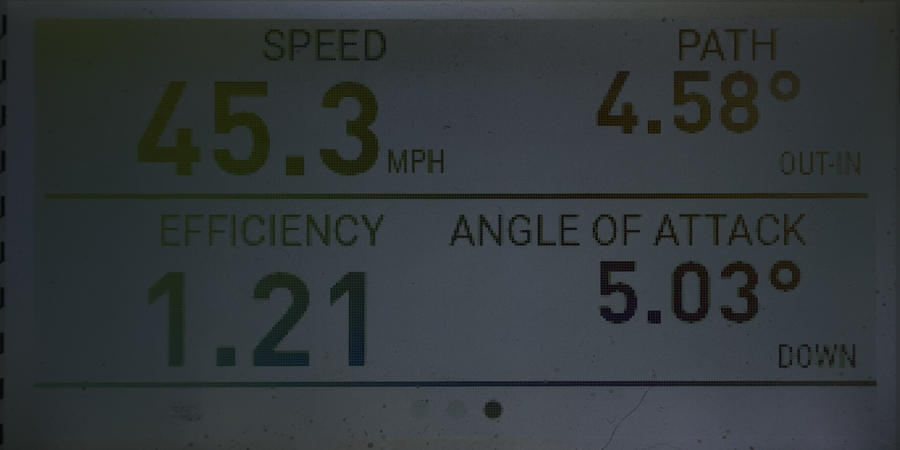 SPEED
45.3 MPH
PATH
4.58°
OUT-IN
EFFICIENCY
1.21
ANGLE OF ATTACK
5.03°
DOWN